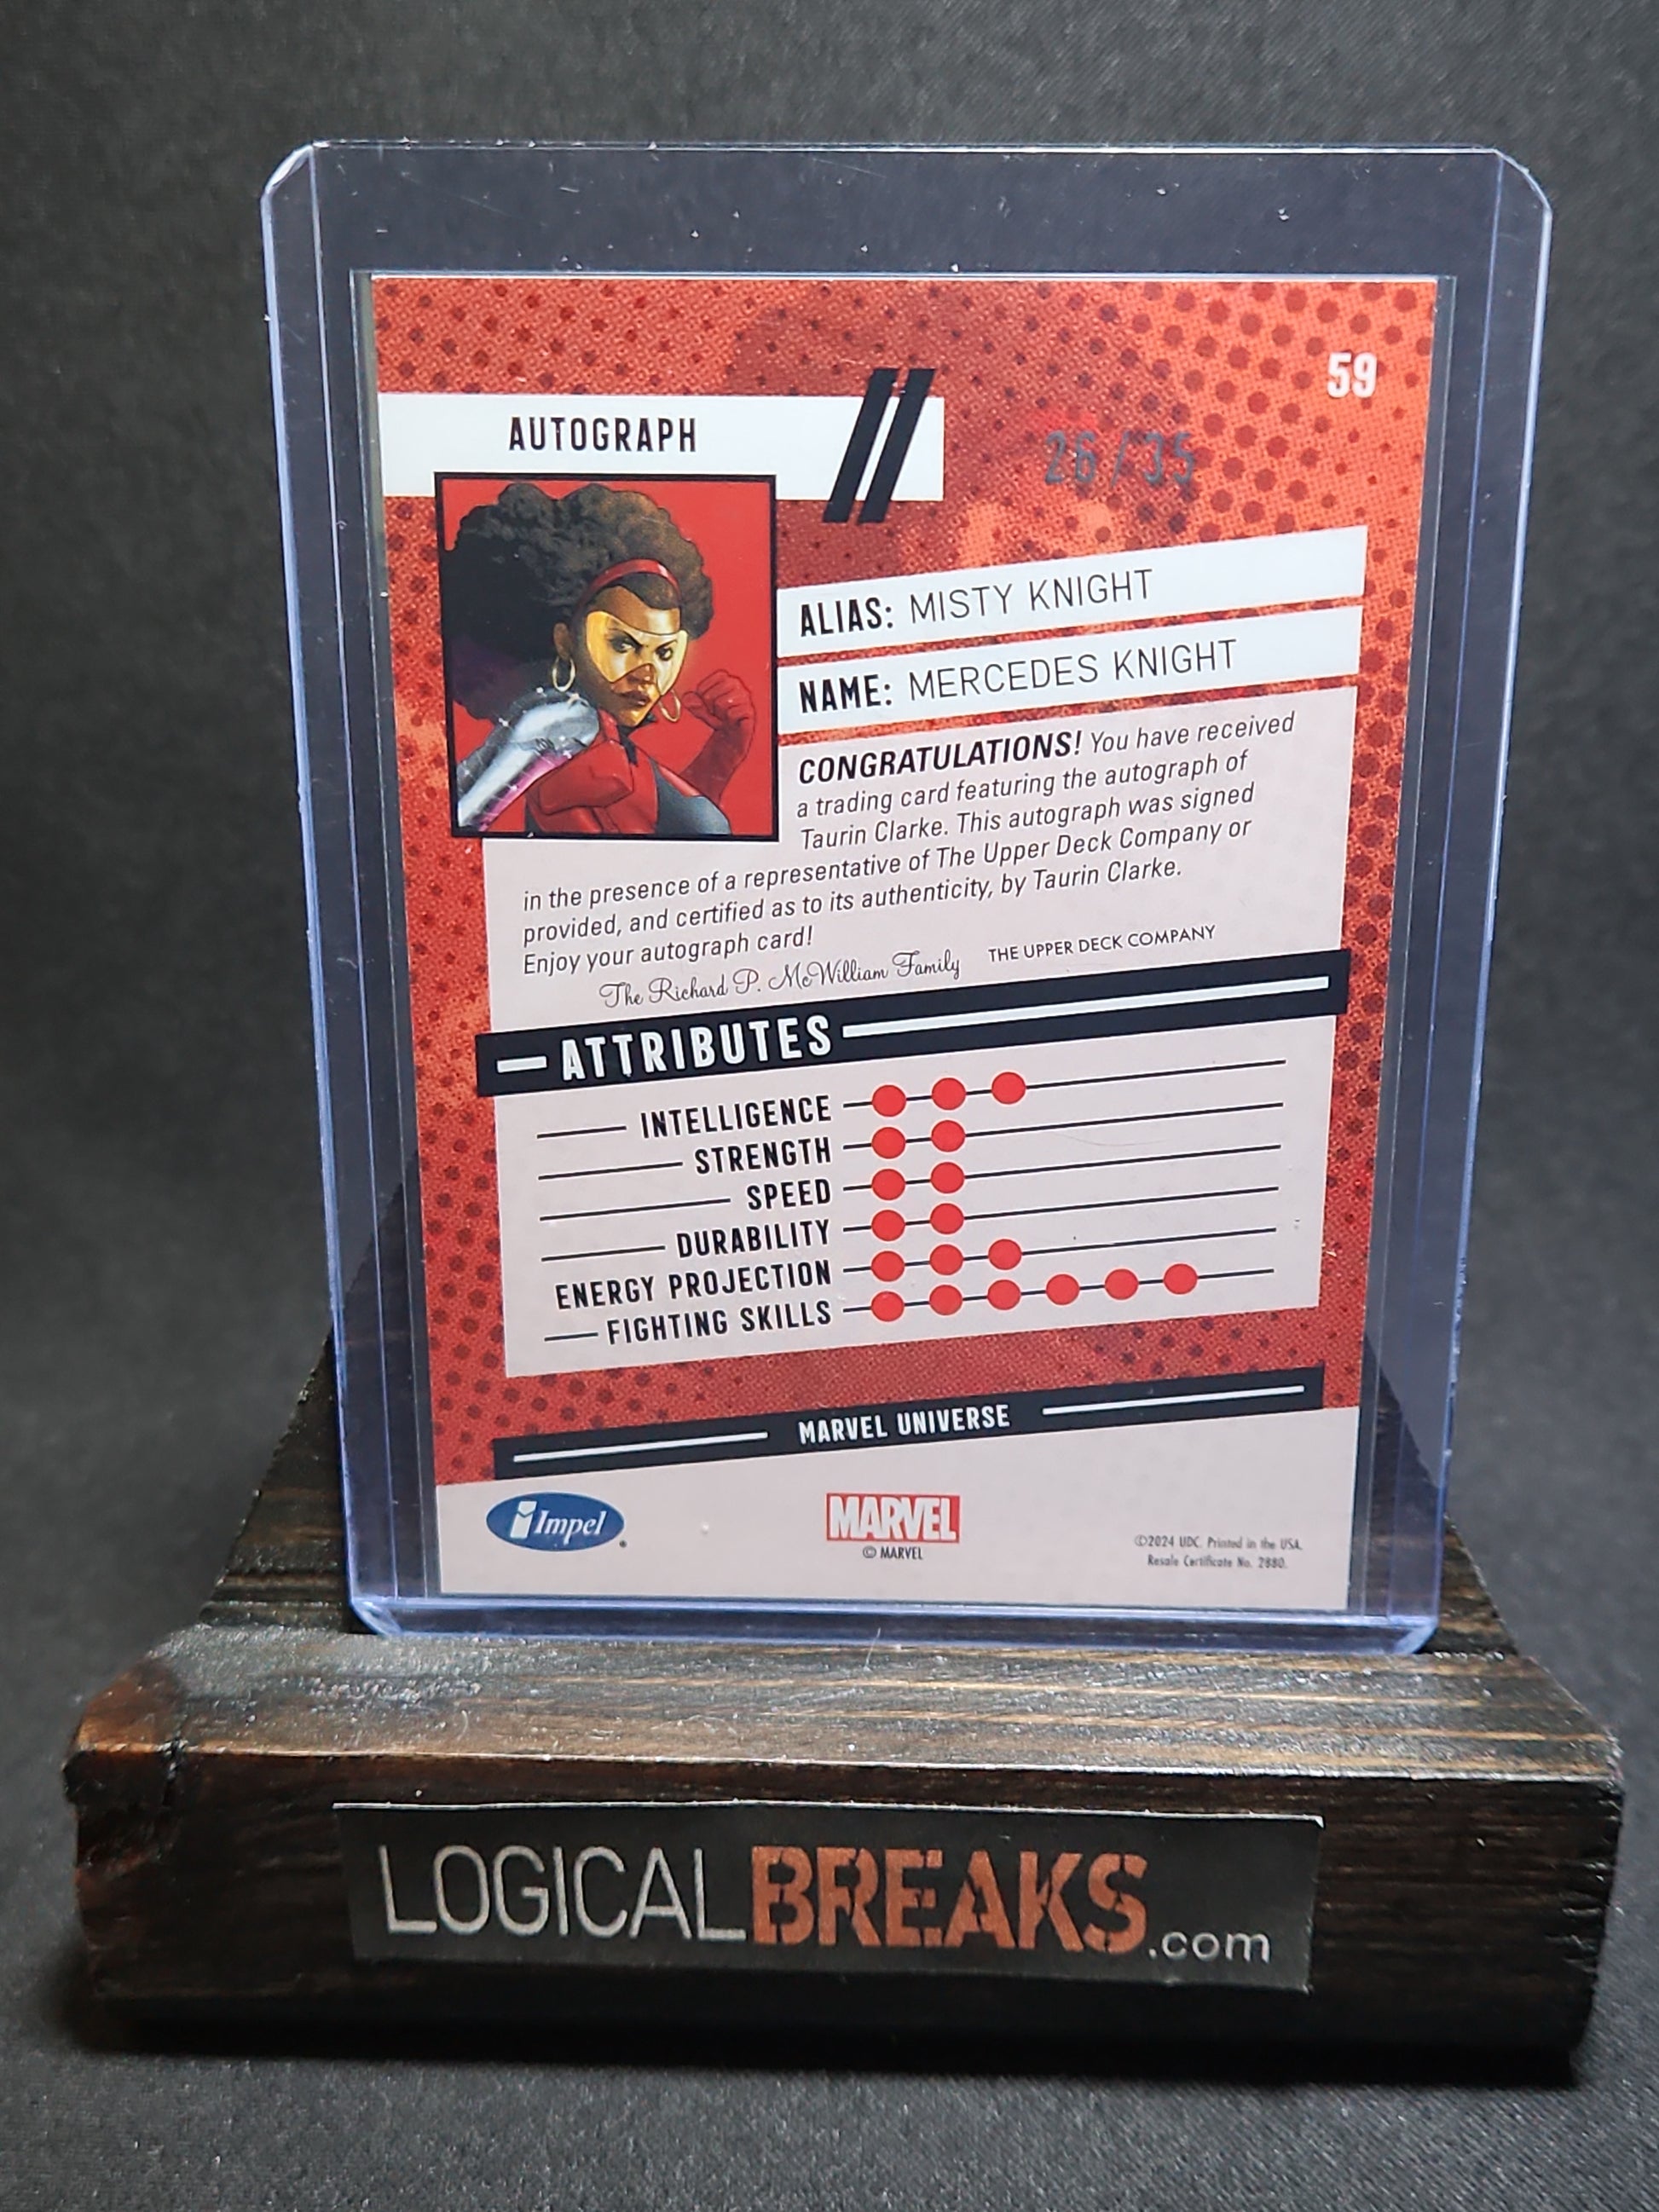 59
AUTOGRAPH
26/35
ALIAS: MISTY KNIGHT
NAME: MERCEDES KNIGHT
CONGRATULATIONS! You have received
a trading card featuring the autograph of
Taurin Clarke. This autograph was signed
in the presence of a representative of The Upper Deck Company or
provided, and certified as to its authenticity, by Taurin Clarke.
Enjoy your autograph card!
The Richard P. McWilliam Family THE UPPER DECK COMPANY
ATTRIBUTES
INTELLIGENCE
STRENGTH
SPEED
DURABILITY
ENERGY PROJECTION
FIGHTING SKILLS
MARVEL UNIVERSE
Impel
MARVEL
© MARVEL
©2024 UDC. Printed in the USA.
Resale Certificate No. 2880.
LOGICALBREAKS.com